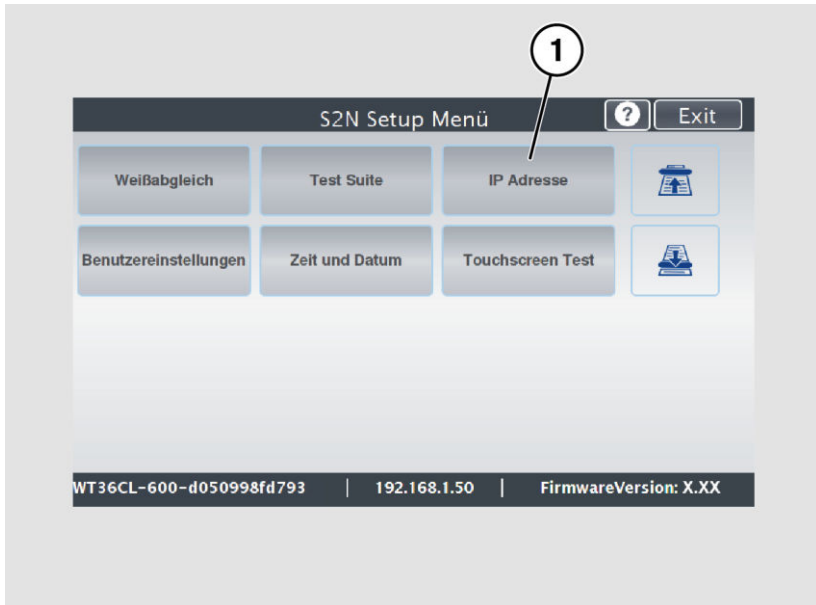 1
S2N Setup Menü ? Exit
Weißabgleich Test Suite IP Adresse
Benutzereinstellungen Zeit und Datum Touchscreen Test
WT36CL-600-d050998fd793 | 192.168.1.50 | FirmwareVersion: X.XX